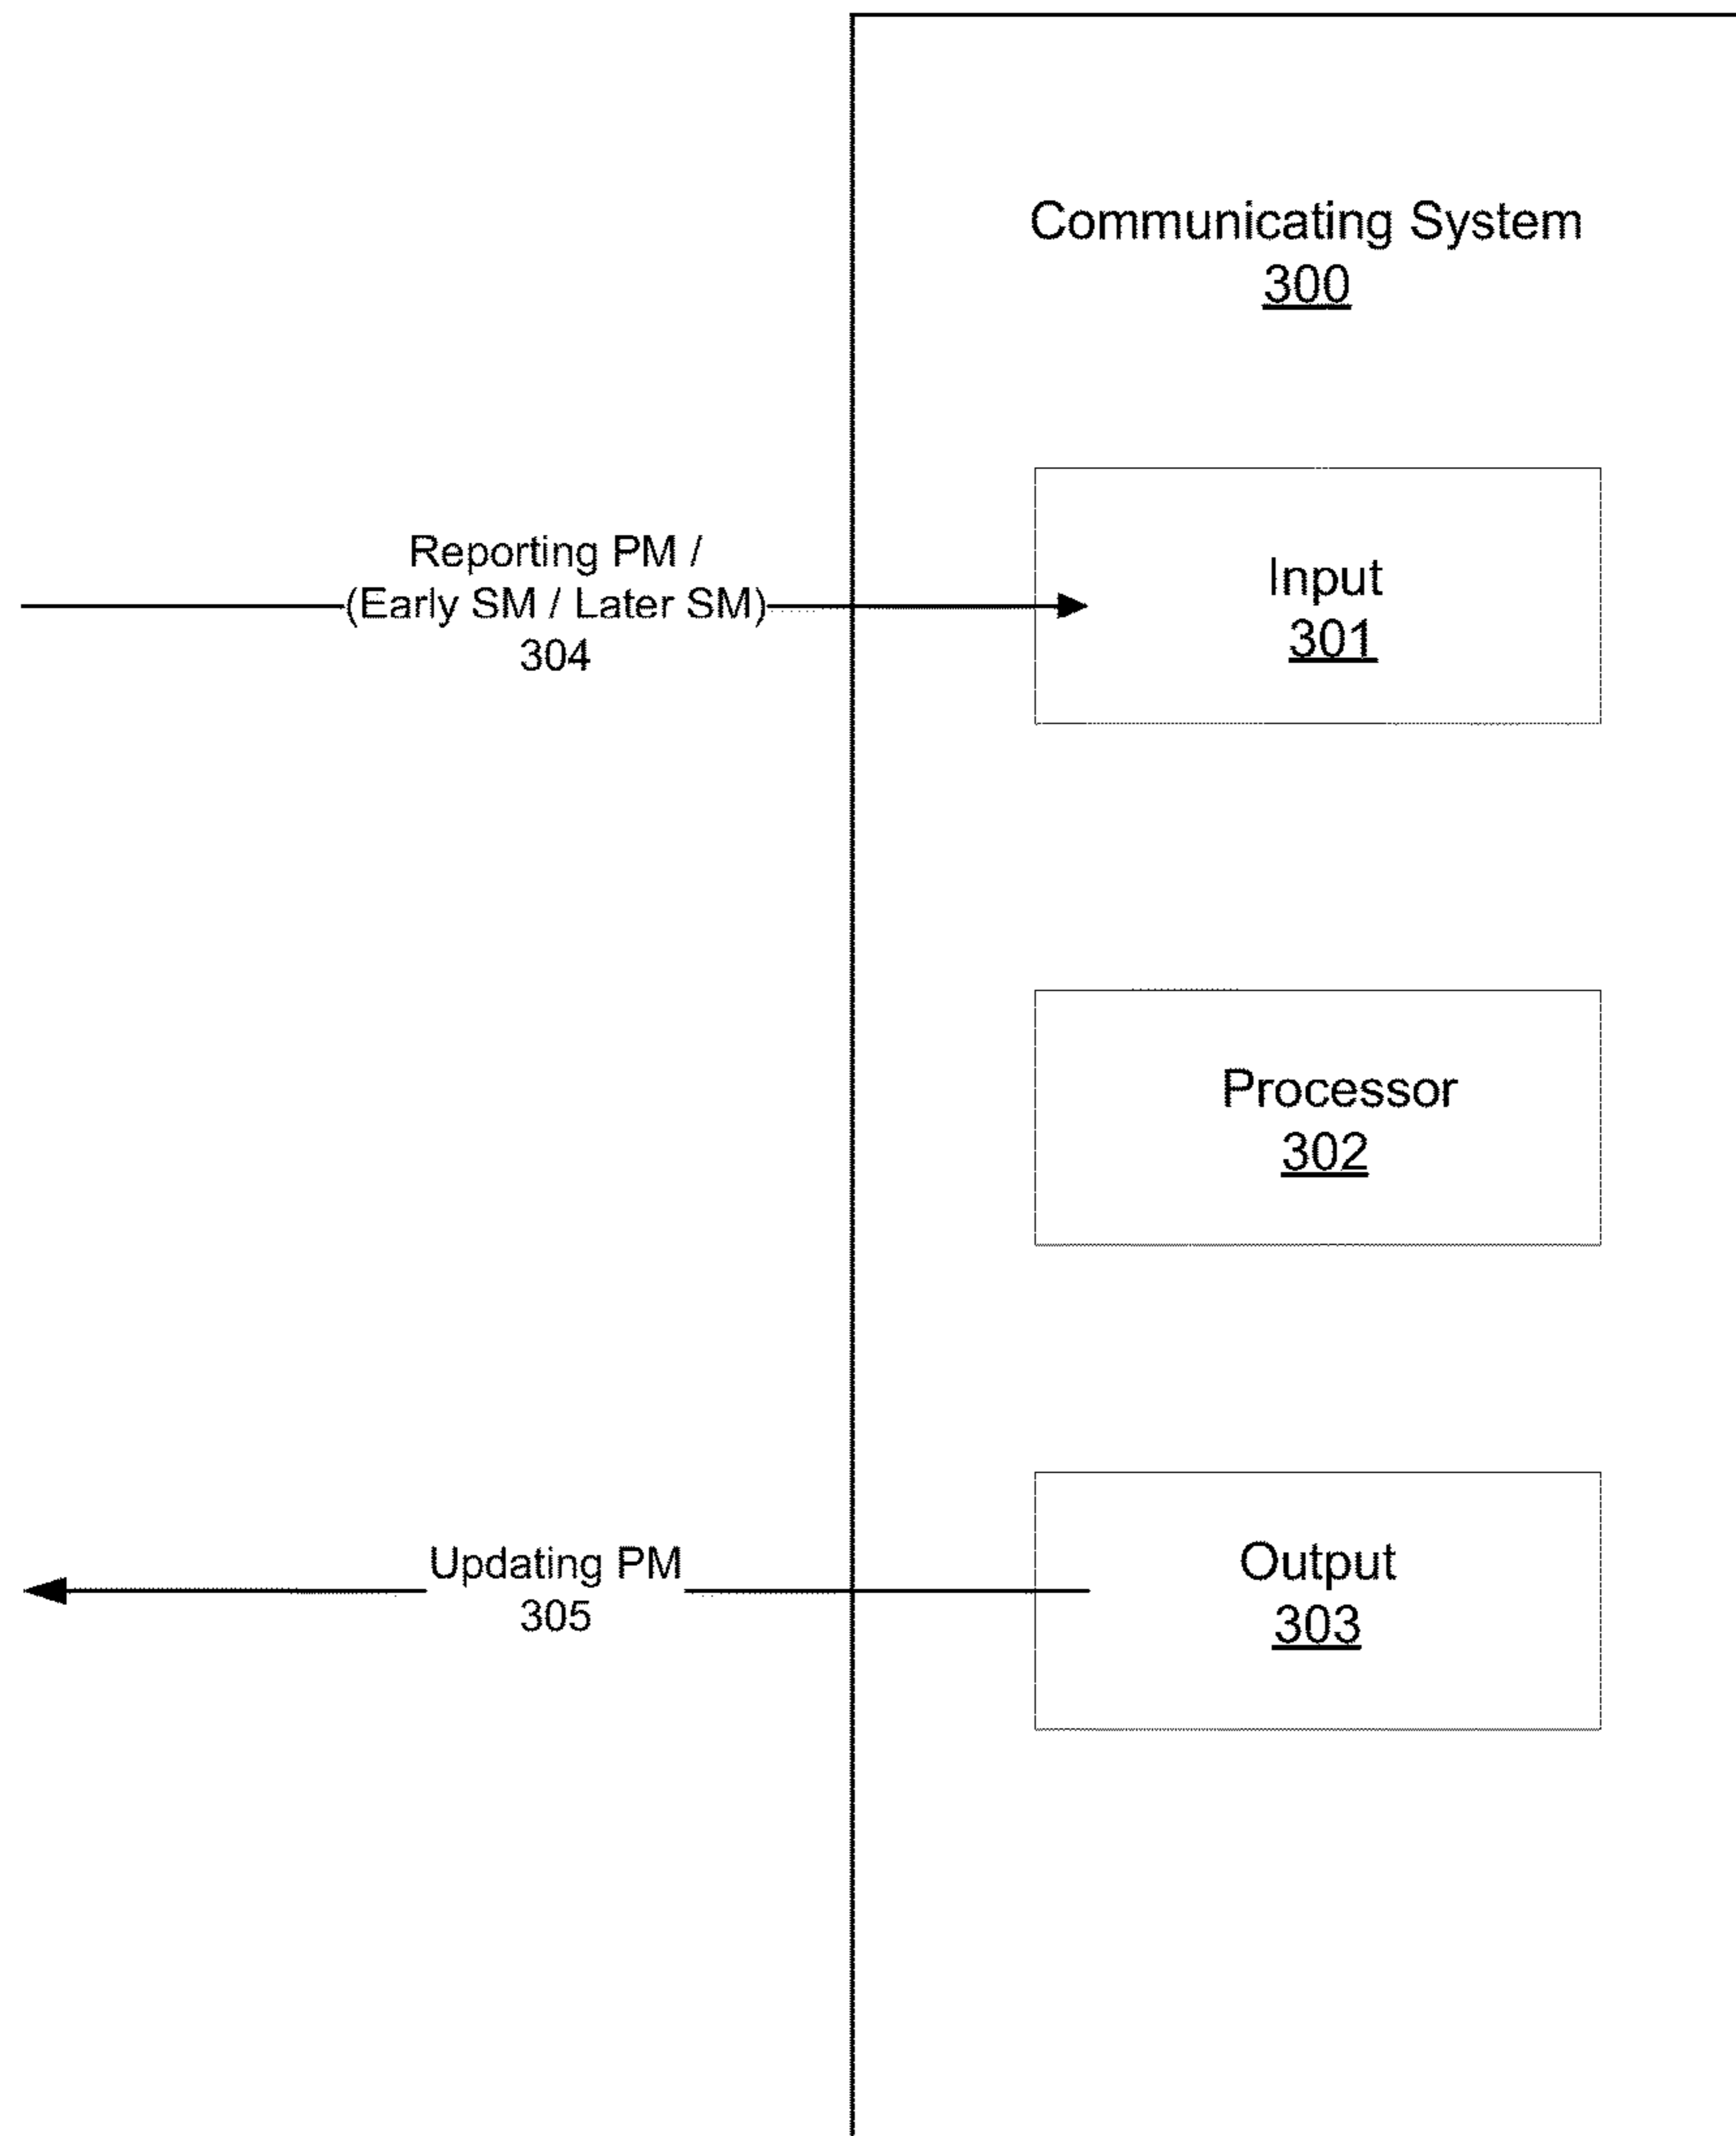 Communicating System
300
Reporting PM /
(Early SM / Later SM)
304
Input
301
Processor
302
Updating PM
305
Output
303